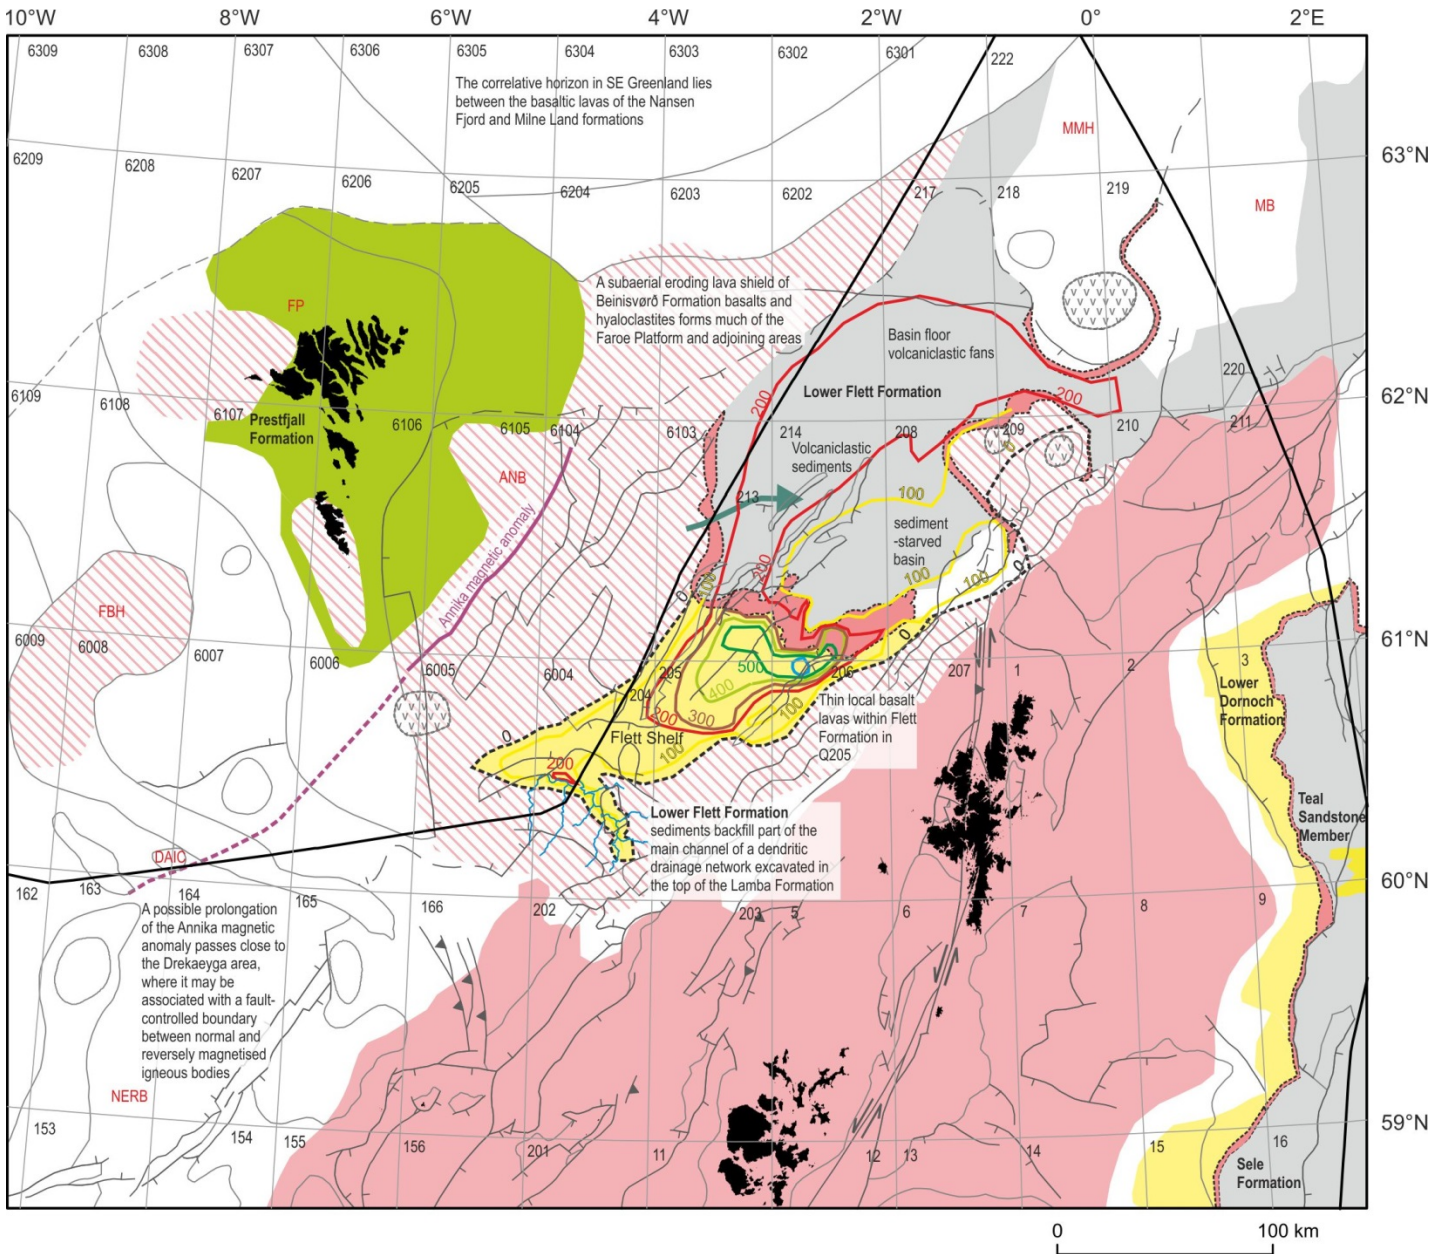 10°W 8°W 6°W 4°W 2°W 0° 2°E
6309 6308 6307 6306 6305 6304 6303 6302 6301 222
The correlative horizon in SE Greenland lies
between the basaltic lavas of the Nansen
Fjord and Milne Land formations
MMH
63°N
6209 6208 6207 6206 6205 6204 6203 6202 217 218 219
MB
A subaerial eroding lava shield of
Beinisvørð Formation basalts and
hyaloclastites forms much of the
Faroe Platform and adjoining areas
FP
Basin floor
volcaniclastic fans
Lower Flett Formation
200
200
220
62°N
6109 6108 6107 6106 6105 6104 6103 214 208 209 210 211
Prestfjall
Formation
Volcaniclastic
sediments
0
ANB
213
100
sediment
-starved
basin
Annika magnetic anomaly
200
100
100
100
0
0
0
FBH
61°N
6009 6008 6007 6006 6005 6004 205 204 206 207 1 2 3
500
400
300
200
100
Lower
Dornoch
Formation
Thin local basalt
lavas within Flett
Formation in
Q205
Flett Shelf
0
100
200
Lower Flett Formation
sediments backfill part of the
main channel of a dendritic
drainage network excavated in
the top of the Lamba Formation
Teal
Sandstone
Member
DAIC
60°N
162 163 164 165 166 202 203 5 6 7 8 9
A possible prolongation
of the Annika magnetic
anomaly passes close to
the Drekaeyga area,
where it may be
associated with a fault-
controlled boundary
between normal and
reversely magnetised
igneous bodies
NERB
59°N
153 154 155 156 201 11 12 13 14 15 16
Sele
Formation
0 100 km